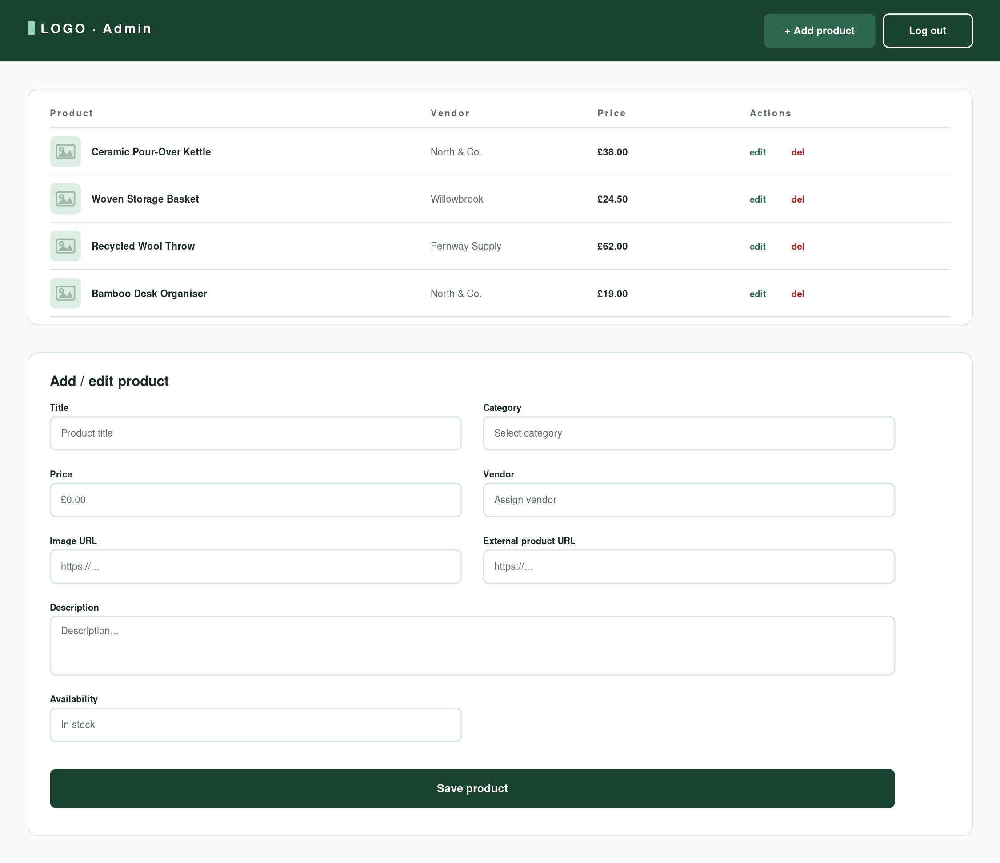 LOGO · Admin
+ Add product
Log out
Product Vendor Price Actions
Ceramic Pour-Over Kettle North & Co. £38.00 edit del
Woven Storage Basket Willowbrook £24.50 edit del
Recycled Wool Throw Fernway Supply £62.00 edit del
Bamboo Desk Organiser North & Co. £19.00 edit del
Add / edit product
Title Category
Product title Select category
Price Vendor
£0.00 Assign vendor
Image URL External product URL
https://... https://...
Description
Description...
Availability
In stock
Save product